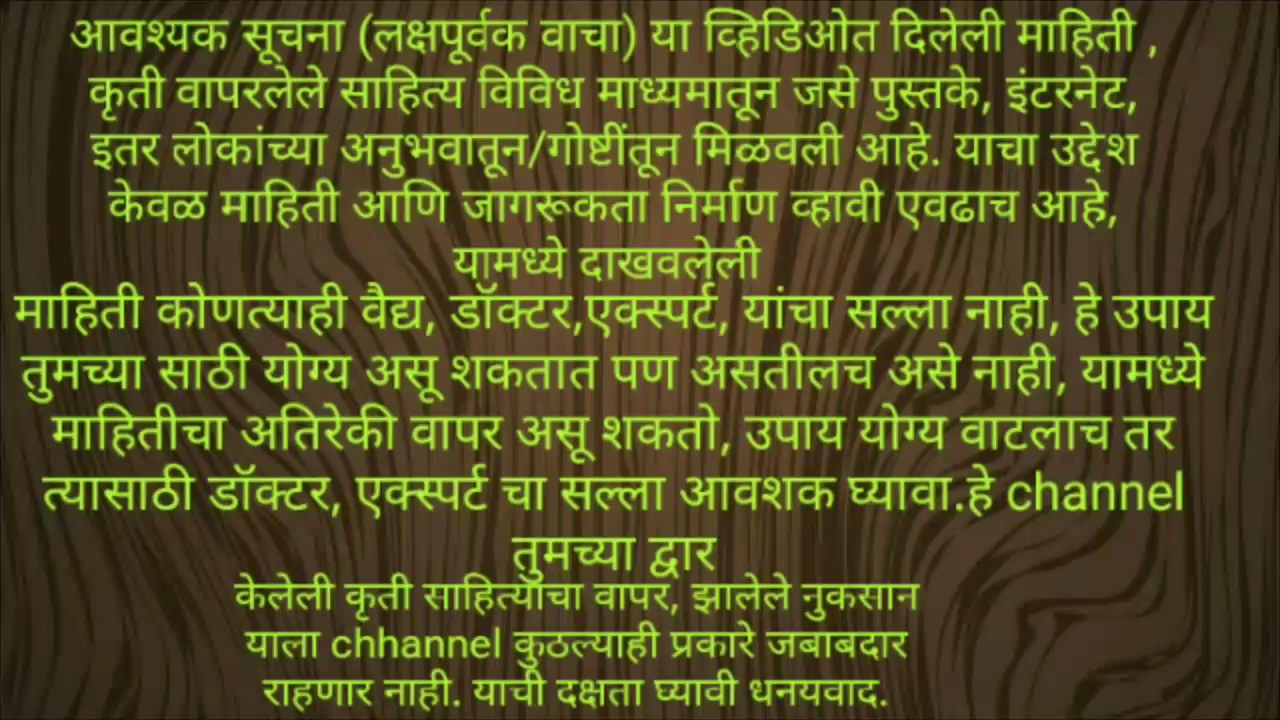 आवश्यक सूचना (लक्षपूर्वक वाचा) या व्हिडिओत दिलेली माहिती ,
कृती वापरलेले साहित्य विविध माध्यमातून जसे पुस्तके, इंटरनेट,
इतर लोकांच्या अनुभवातून/गोष्टींतून मिळवली आहे. याचा उद्देश
केवळ माहिती आणि जागरूकता निर्माण व्हावी एवढाच आहे,
यामध्ये दाखवलेली
माहिती कोणत्याही वैद्य, डॉक्टर,एक्स्पर्ट, यांचा सल्ला नाही, हे उपाय
तुमच्या साठी योग्य असू शकतात पण असतीलच असे नाही, यामध्ये
माहितीचा अतिरेकी वापर असू शकतो, उपाय योग्य वाटलाच तर
त्यासाठी डॉक्टर, एक्स्पर्ट चा सल्ला आवशक घ्यावा.हे channel
तुमच्या द्वार
केलेली कृती साहित्याचा वापर, झालेले नुकसान
याला chhannel कुठल्याही प्रकारे जबाबदार
राहणार नाही. याची दक्षता घ्यावी धनयवाद.